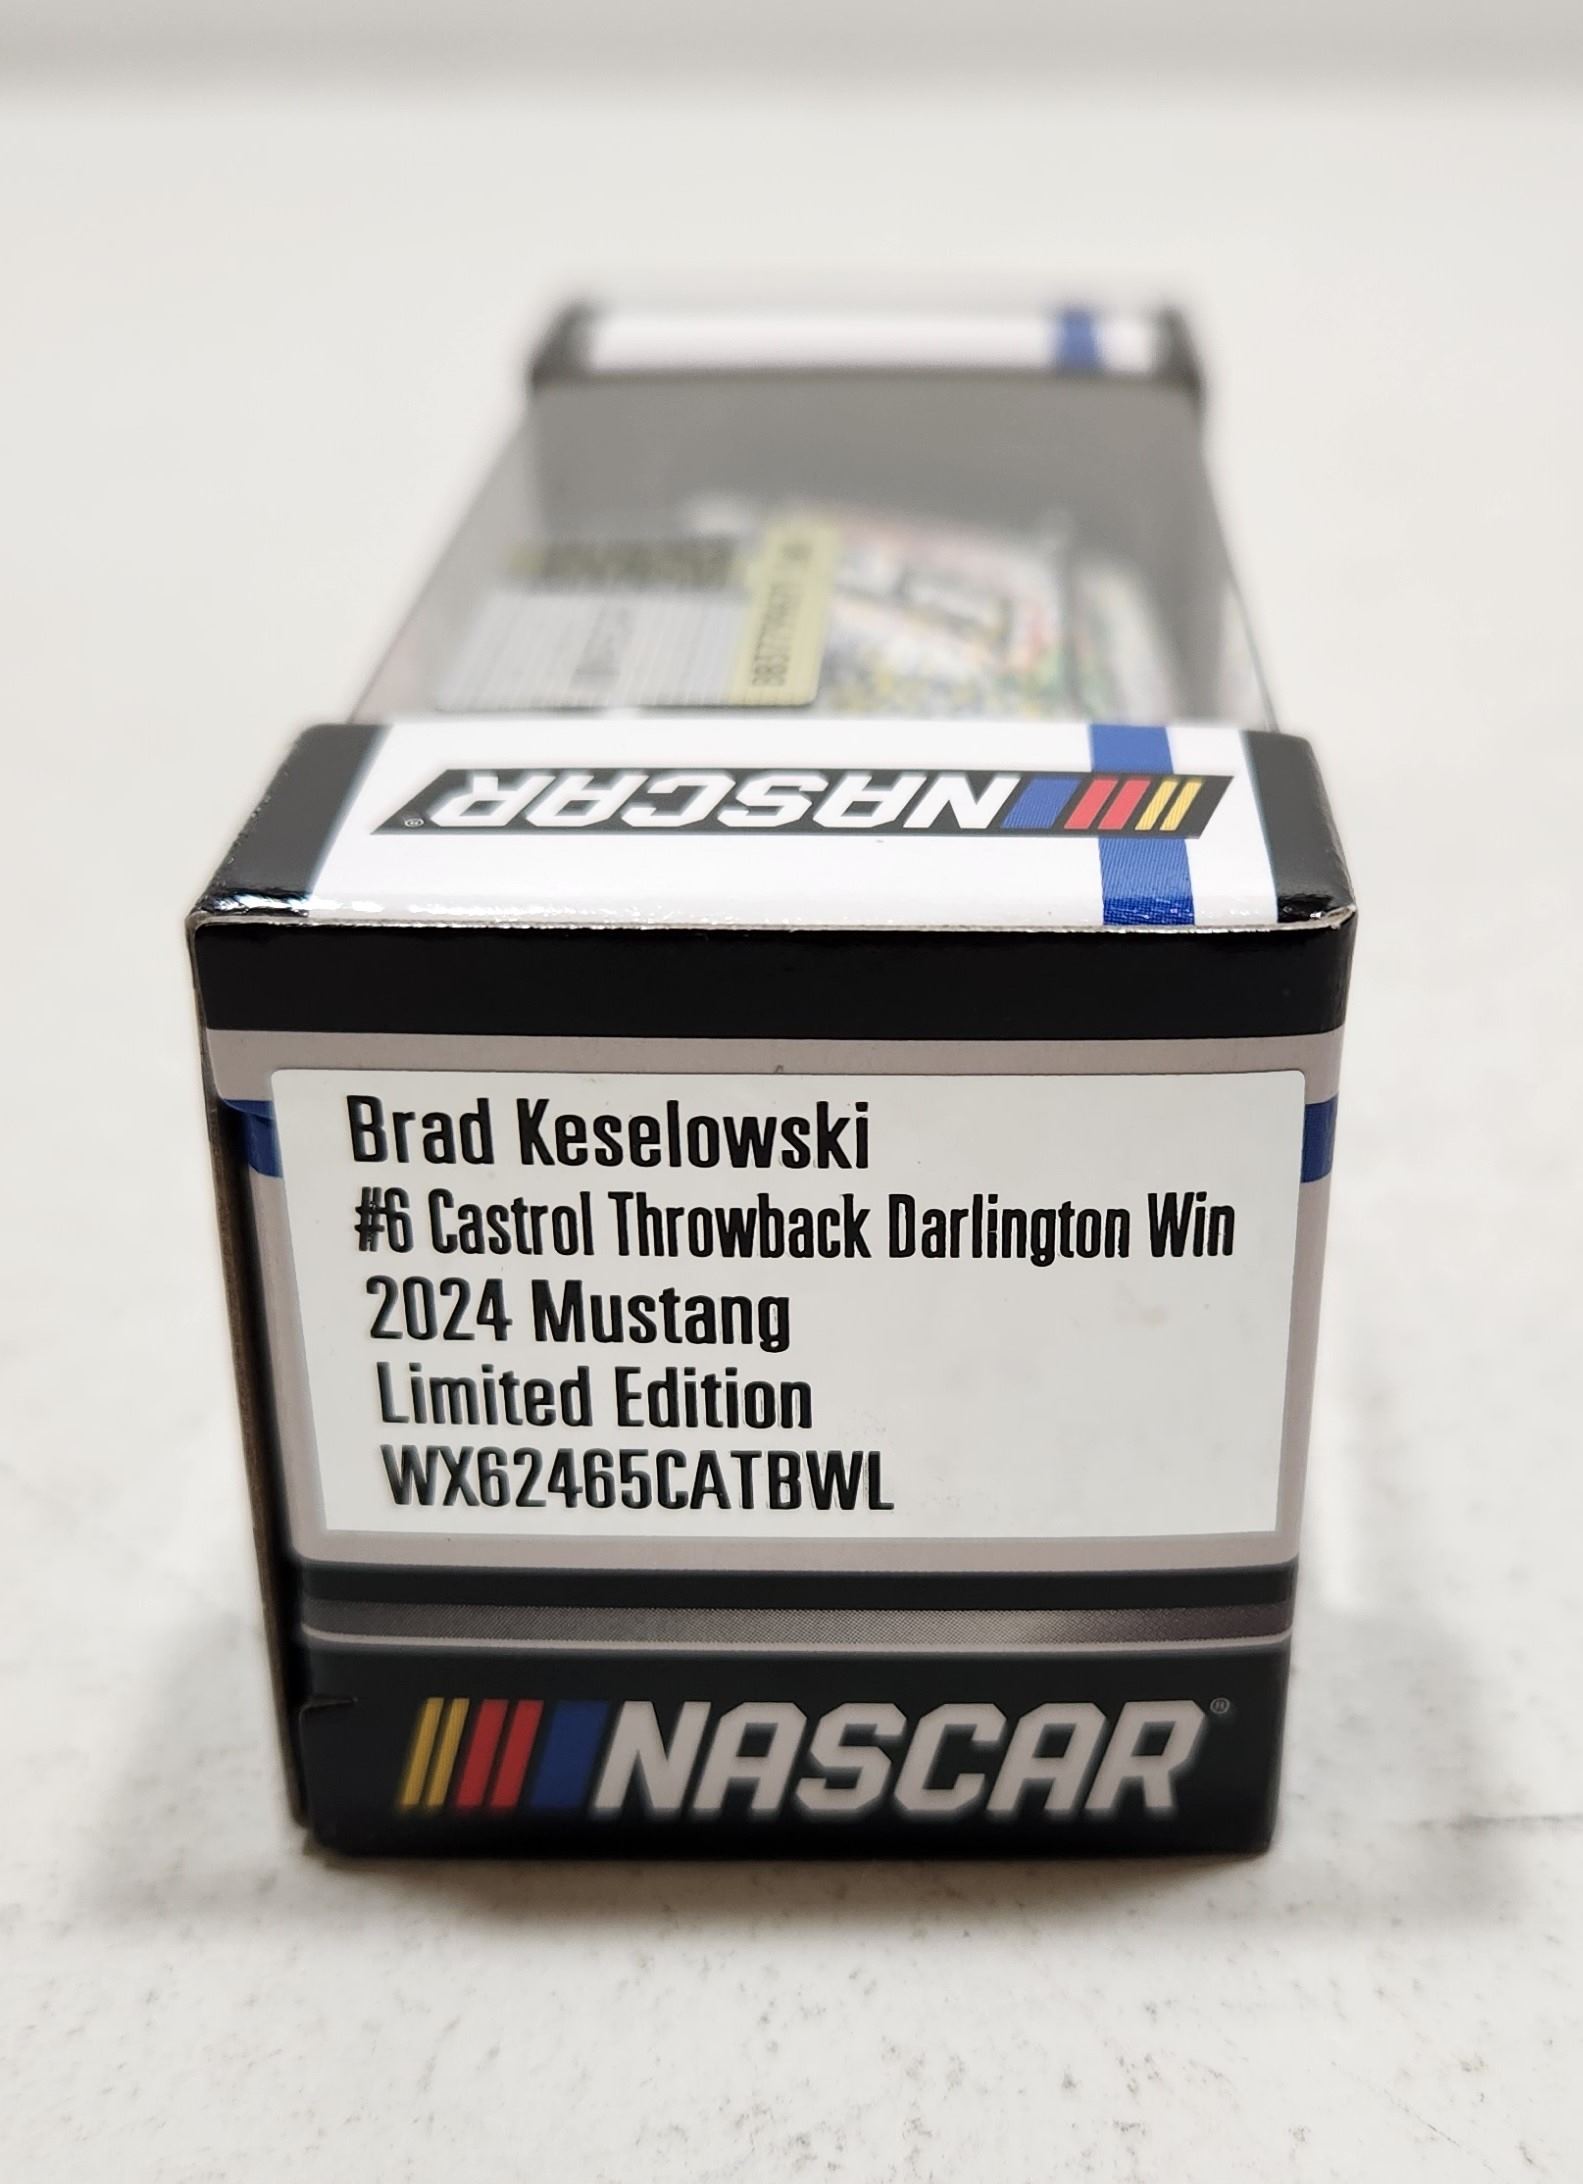 NASCAR®
Brad Keselowski
#6 Castrol Throwback Darlington Win
2024 Mustang
Limited Edition
WX62465CATBWL
NASCAR®